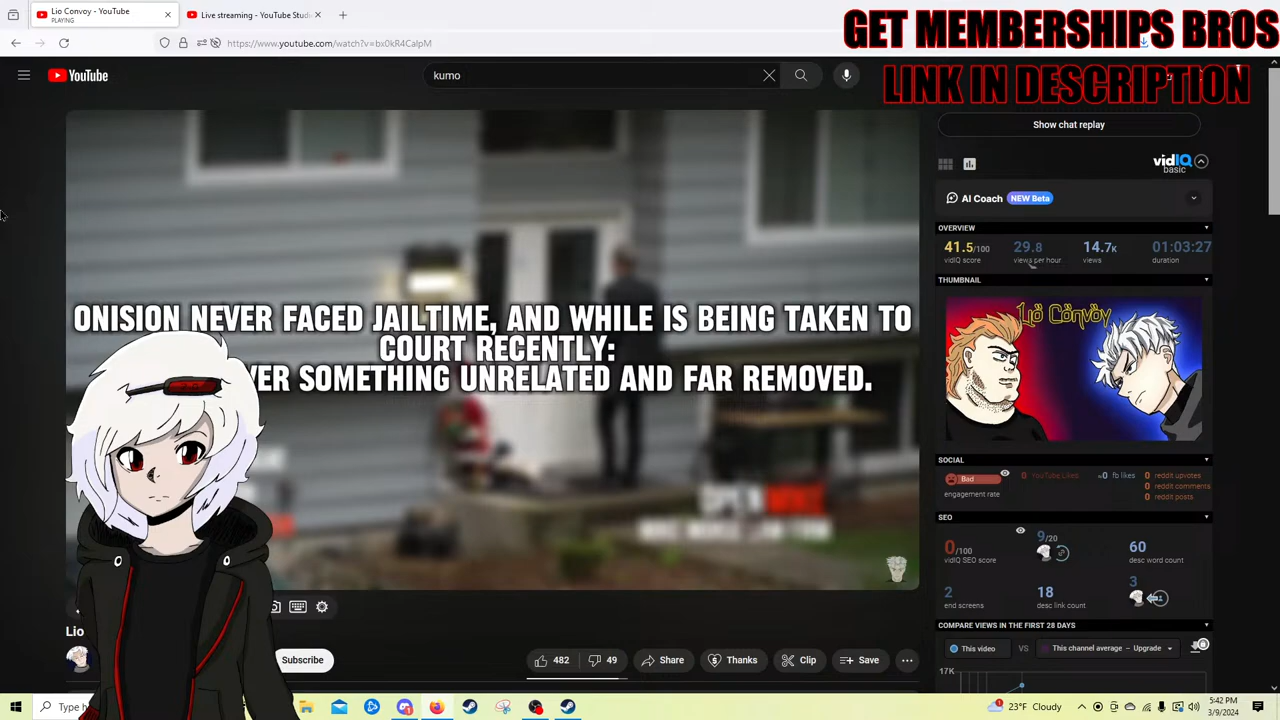 Lio Convoy - YouTube
PLAYING
Live streaming - YouTube Studio
GET MEMBERSHIPS BROS
https://www.youtube.com/watch?v=bx0kR4CalpM
YouTube
kumo
LINK IN DESCRIPTION
Show chat replay
vidIQ
basic
AI Coach NEW Beta
OVERVIEW
41.5/100 29.8 14.7K 01:03:27
vidIQ score views per hour views duration
THUMBNAIL
Lio Convoy
ONISION NEVER FACED JAILTIME, AND WHILE IS BEING TAKEN TO
COURT RECENTLY:
VER SOMETHING UNRELATED AND FAR REMOVED.
SOCIAL
Bad 0 YouTube Likes 0 fb likes 0 reddit upvotes
engagement rate 0 reddit comments
0 reddit posts
SEO
0/100 9/20 60
vidIQ SEO score desc word count
2 18 3
end screens desc link count
COMPARE VIEWS IN THE FIRST 28 DAYS
This video VS This channel average – Upgrade
17K
Lio
Subscribe 482 49 Share Thanks Clip Save
Type h
23°F Cloudy
5:42 PM
3/9/2024